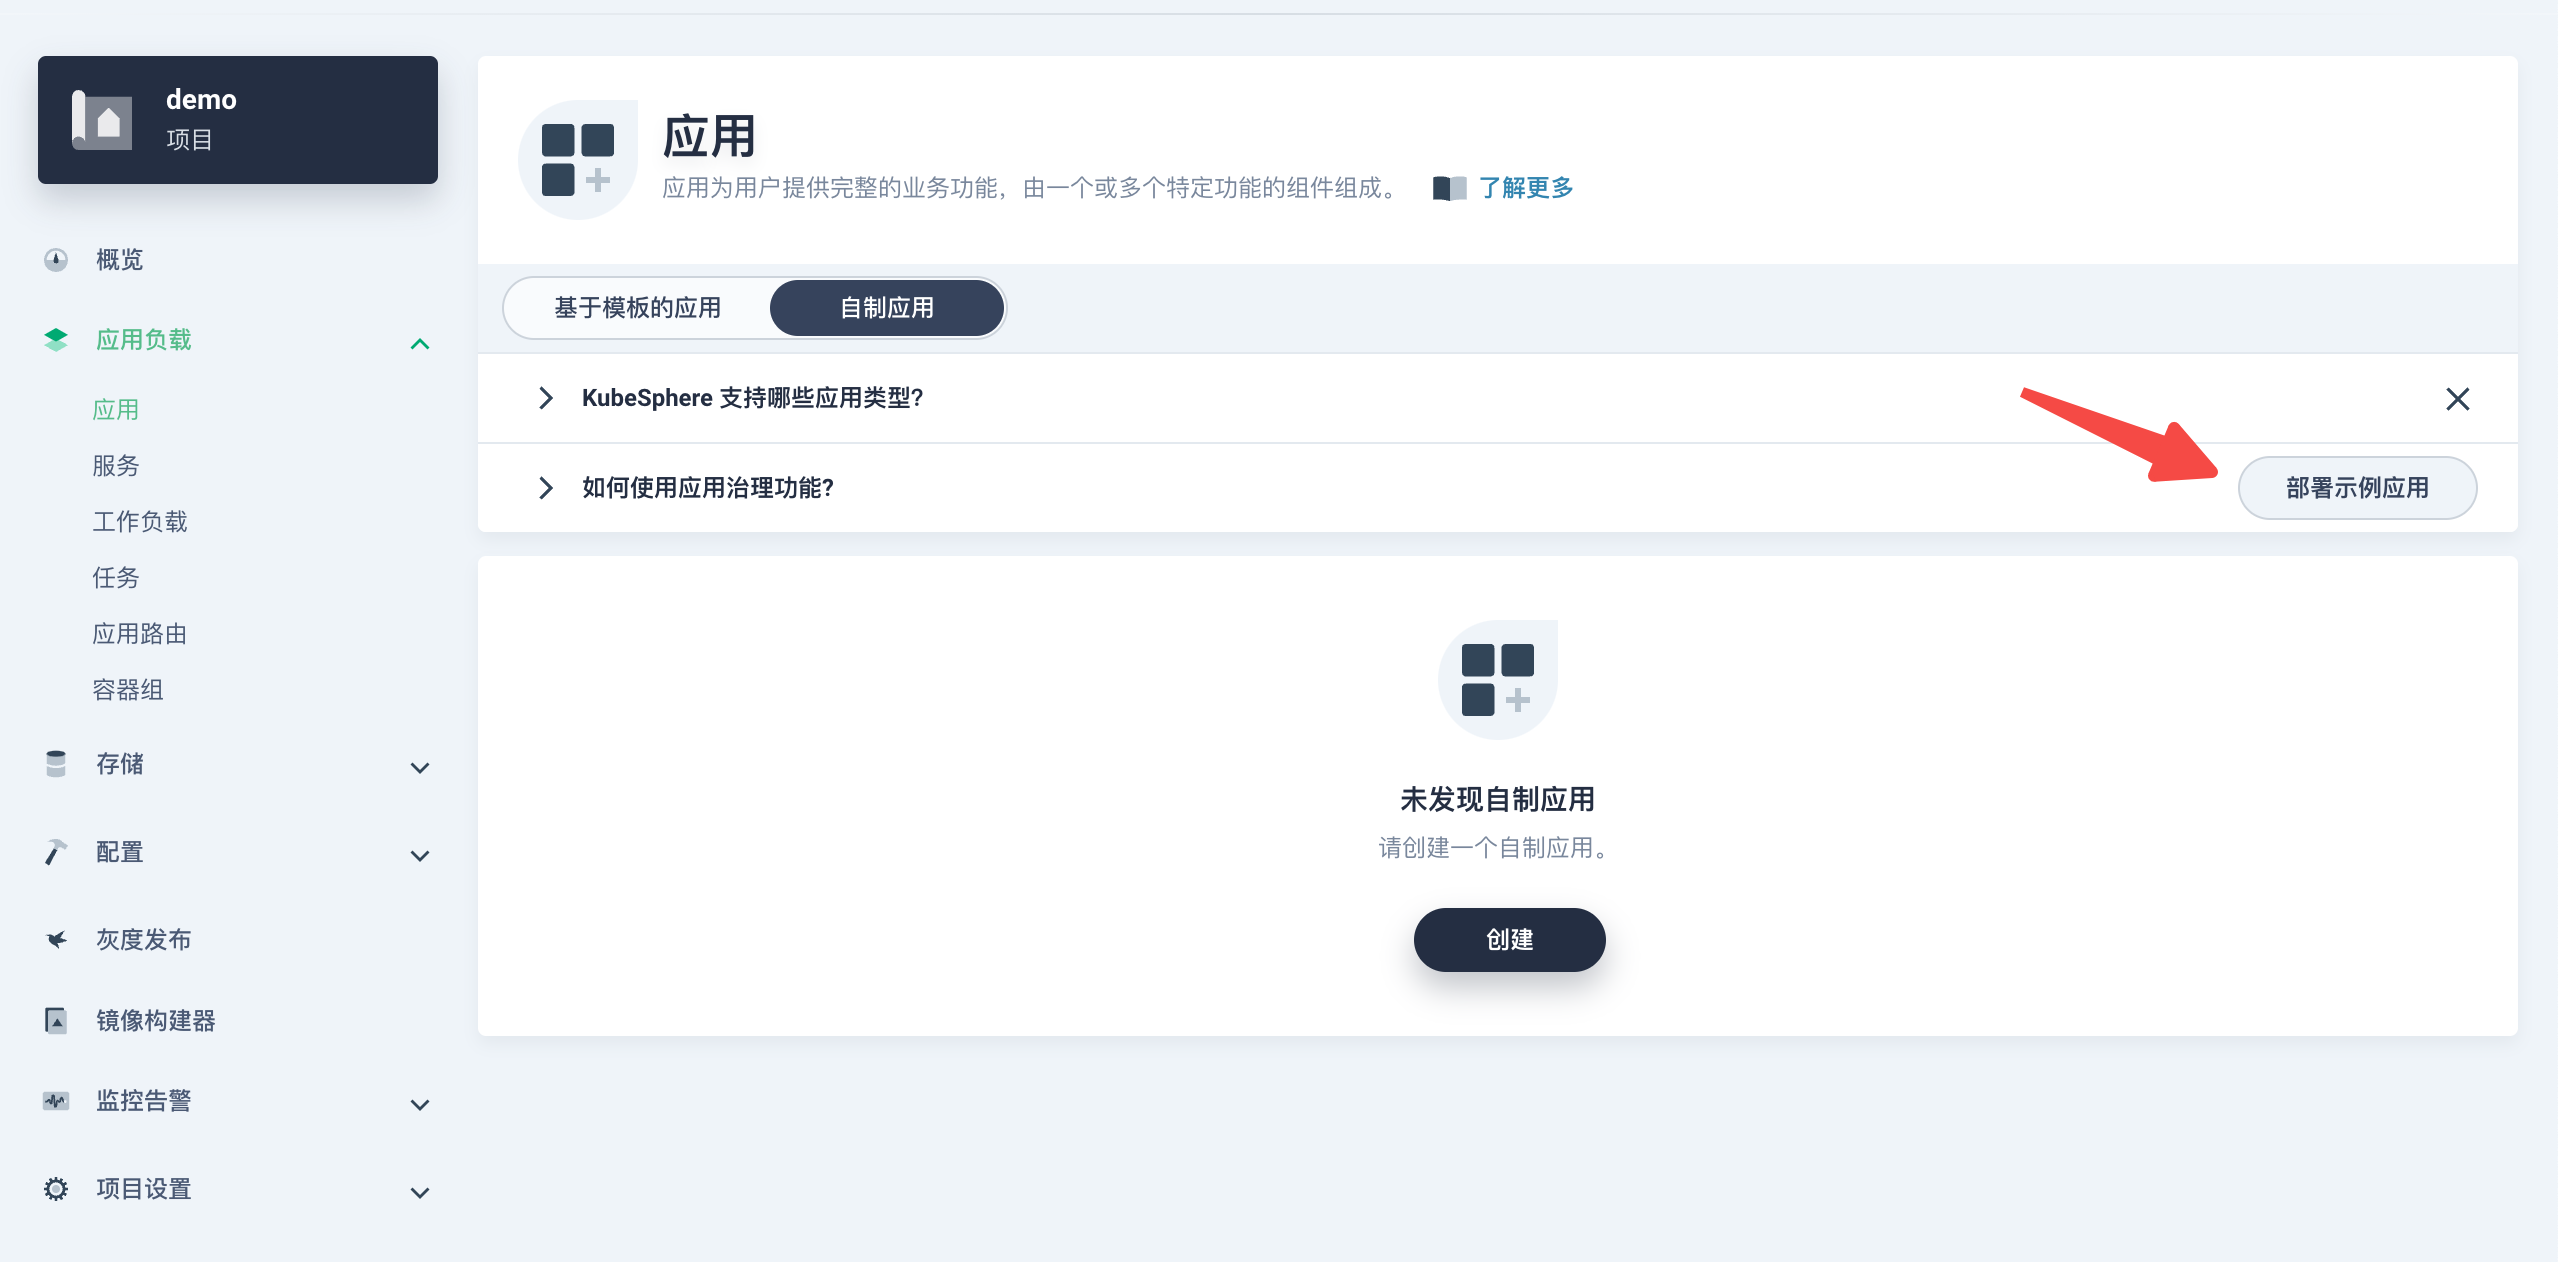 demo
项目
概览
应用负载
应用
服务
工作负载
任务
应用路由
容器组
存储
配置
灰度发布
镜像构建器
监控告警
项目设置
应用
应用为用户提供完整的业务功能，由一个或多个特定功能的组件组成。 了解更多
基于模板的应用 自制应用
KubeSphere 支持哪些应用类型?
如何使用应用治理功能? 部署示例应用
未发现自制应用
请创建一个自制应用。
创建